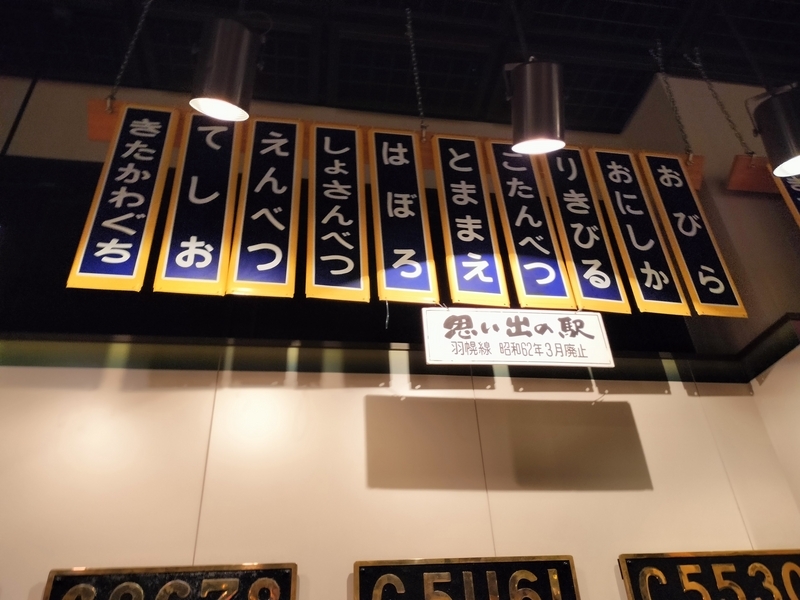 きたかわぐち
てしお
えんべつ
しょさんべつ
はぼろ
とままえ
こたんべつ
りきびる
おにしか
おびら
思い出の駅
羽幌線 昭和62年3月廃止
C5530